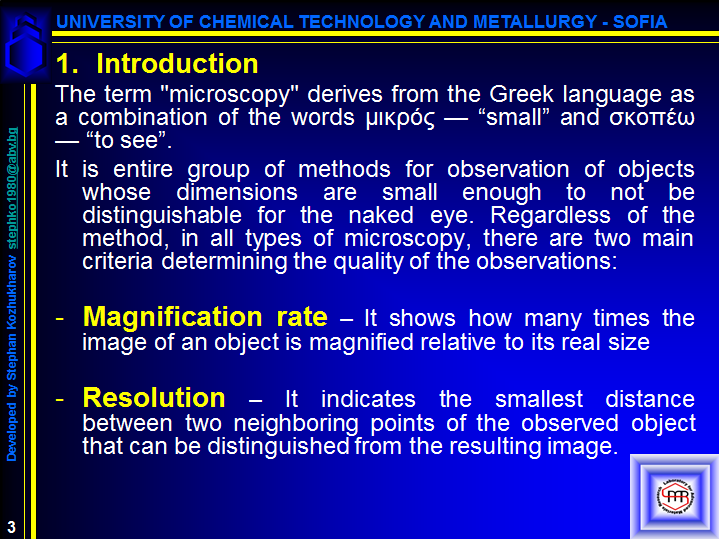 UNIVERSITY OF CHEMICAL TECHNOLOGY AND METALLURGY - SOFIA
1. Introduction
The term "microscopy" derives from the Greek language as
a combination of the words μικρός — “small” and σκοπέω
— “to see”.
It is entire group of methods for observation of objects
whose dimensions are small enough to not be
distinguishable for the naked eye. Regardless of the
method, in all types of microscopy, there are two main
criteria determining the quality of the observations:
- Magnification rate – It shows how many times the
image of an object is magnified relative to its real size
- Resolution – It indicates the smallest distance
between two neighboring points of the observed object
that can be distinguished from the resulting image.
Developed by Stephan Kozhukharov stephko1980@abv.bg
3
Laboratory for Advanced Materials Research